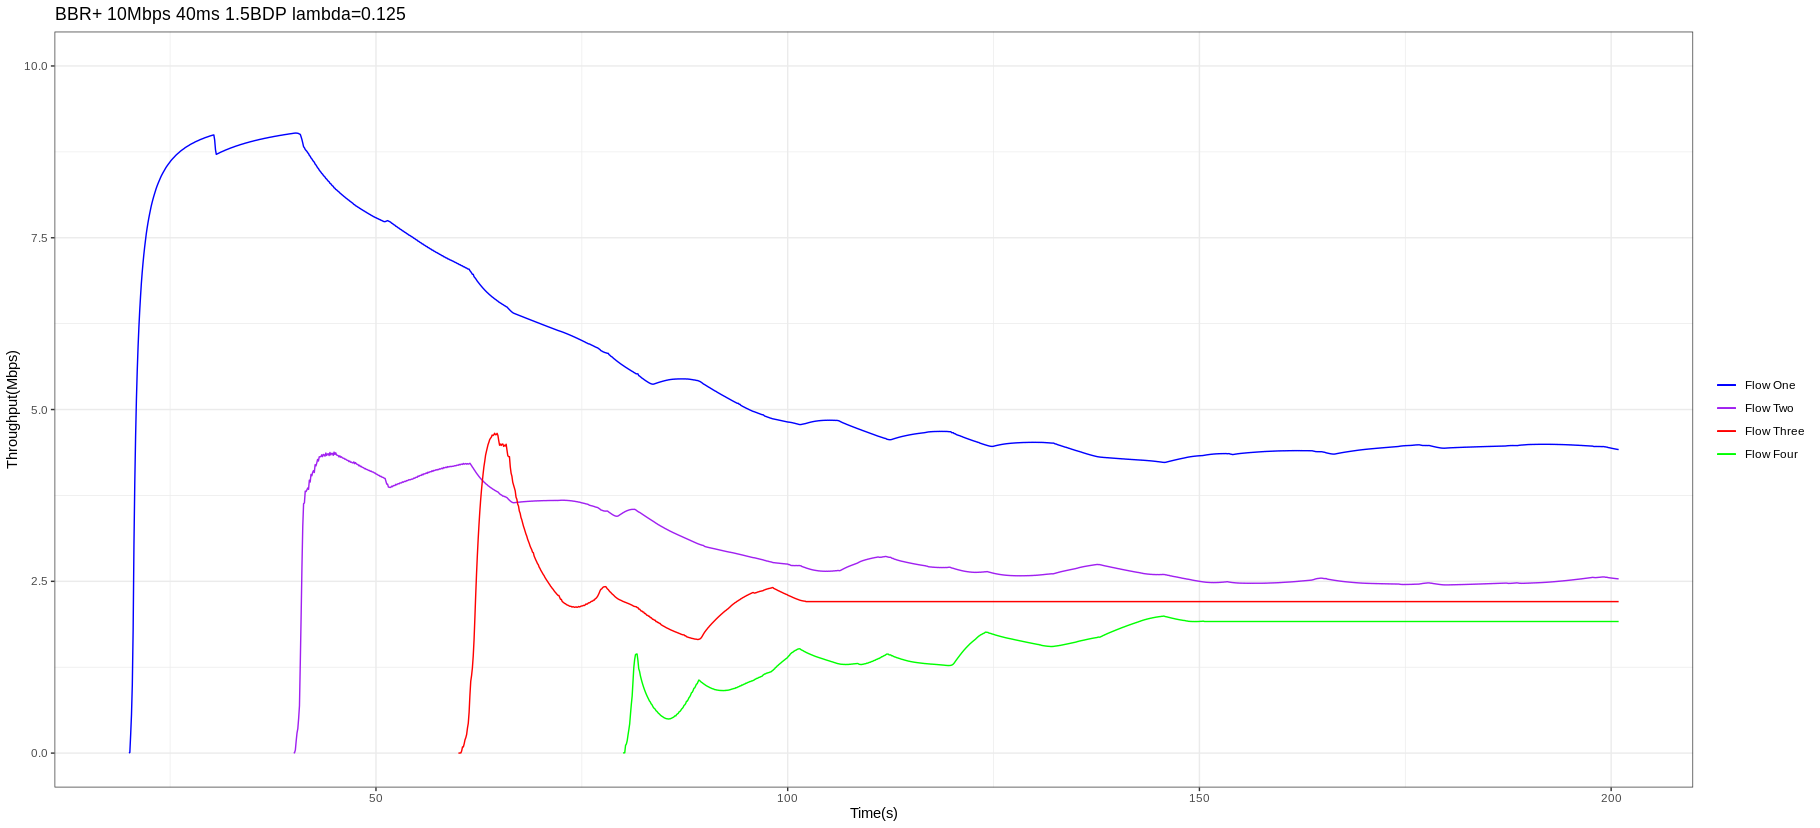 BBR+ 10Mbps 40ms 1.5BDP lambda=0.125
Throughput(Mbps)
10.0
7.5
5.0
2.5
0.0
50
100
150
200
Time(s)
Flow One
Flow Two
Flow Three
Flow Four